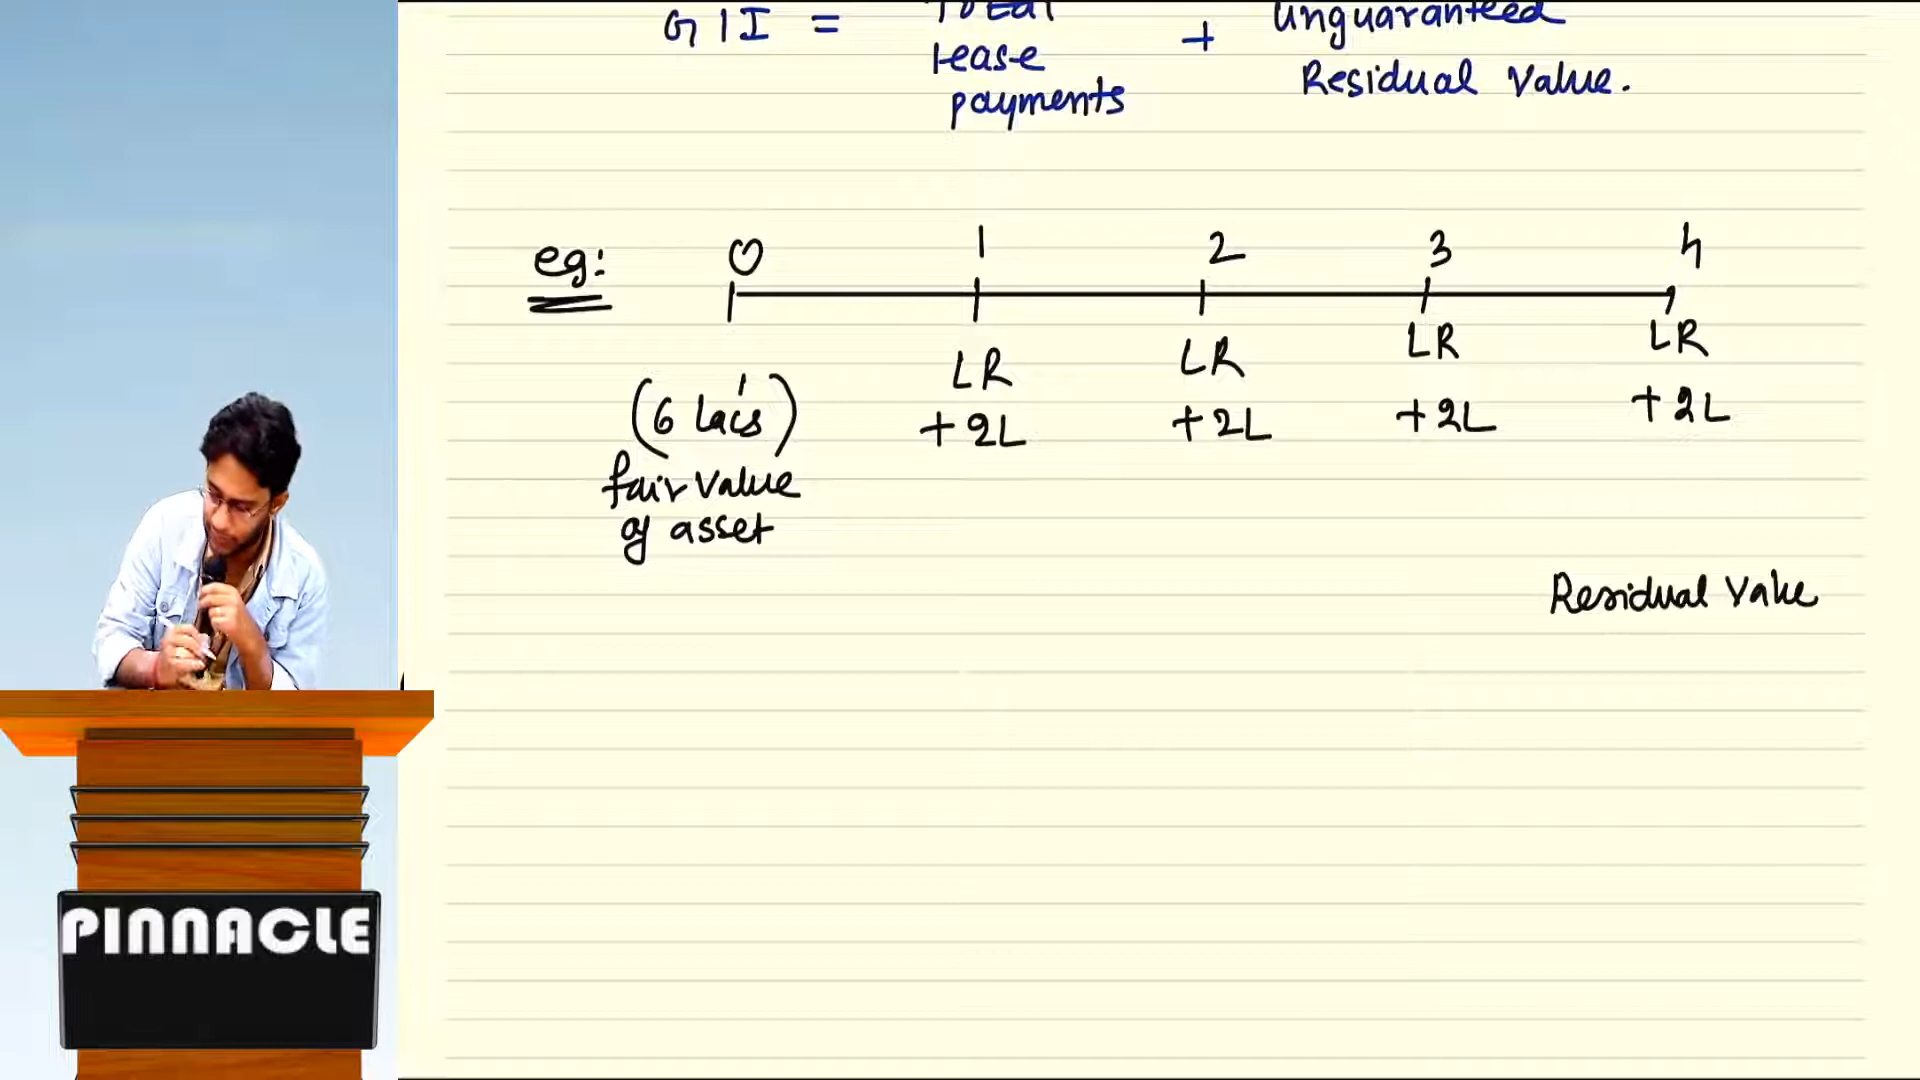 GII = Total lease payments + Unguaranteed Residual Value.
eg: 0 1 2 3 4
LR LR LR LR
(6 Lacs) +2L +2L +2L +2L
fair value
of asset
Residual Value
PINNACLE